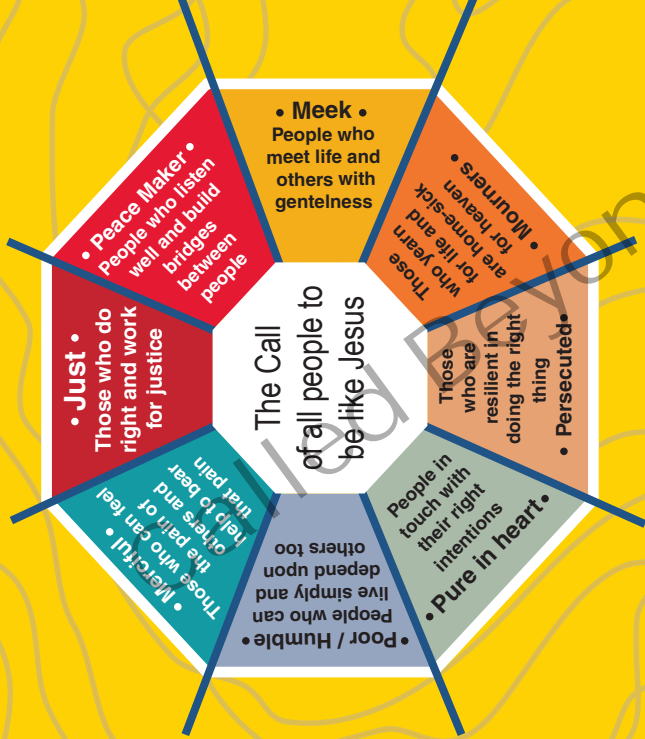 • Meek •
People who
meet life and
others with
gentelness
• Mourners •
Those
who yearn
for life and
are home-sick
for heaven
Those
who are
resilient in
doing the right
thing
• Persecuted•
People in
touch with
their right
intentions
• Pure in heart•
•Poor / Humble •
People who can
live simply and
depend upon
others too
•Merciful •
Those who can feel
the pain of
others and
help to bear
that pain
• Just •
Those who do
right and work
for justice
• Peace Maker •
People who listen
well and build
bridges
between
people
The Call
of all people to
be like Jesus
Called Beyon